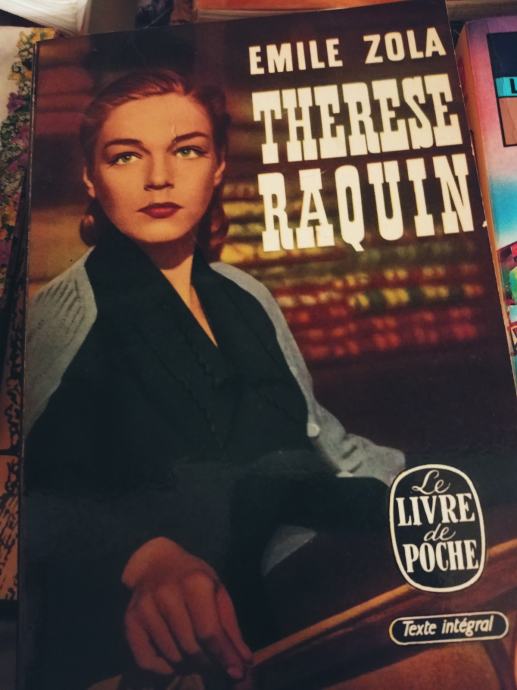 EMILE ZOLA
THERESE
RAQUIN
Le
LIVRE
de
POCHE
Texte intégral